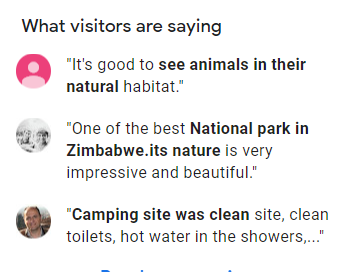 What visitors are saying
"It's good to see animals in their
natural habitat."
"One of the best National park in
Zimbabwe.its nature is very
impressive and beautiful."
"Camping site was clean site, clean
toilets, hot water in the showers,..."